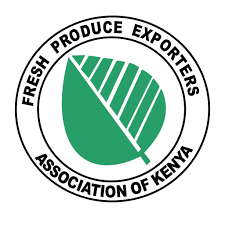 FRESH PRODUCE EXPORTERS
ASSOCIATION OF KENYA